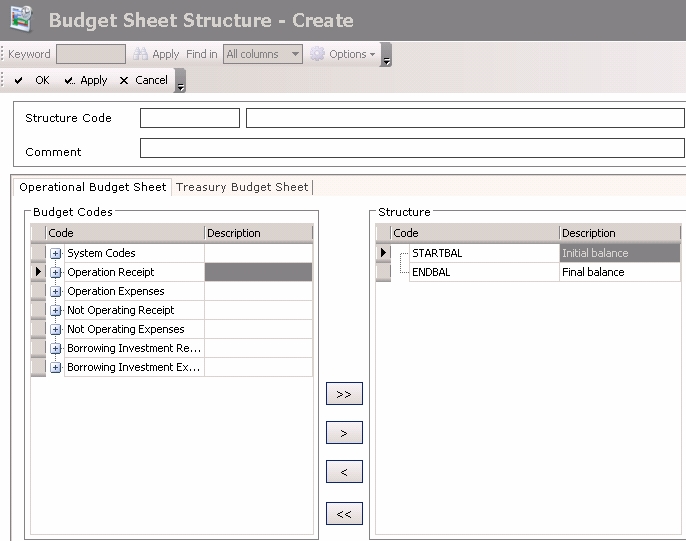 Budget Sheet Structure - Create
Keyword Apply Find in All columns Options
OK Apply Cancel
Structure Code
Comment
Operational Budget Sheet Treasury Budget Sheet
Budget Codes
Code Description
System Codes
Operation Receipt
Operation Expenses
Not Operating Receipt
Not Operating Expenses
Borrowing Investment Re...
Borrowing Investment Ex...
>>
>
<
<<
Structure
Code Description
STARTBAL Initial balance
ENDBAL Final balance